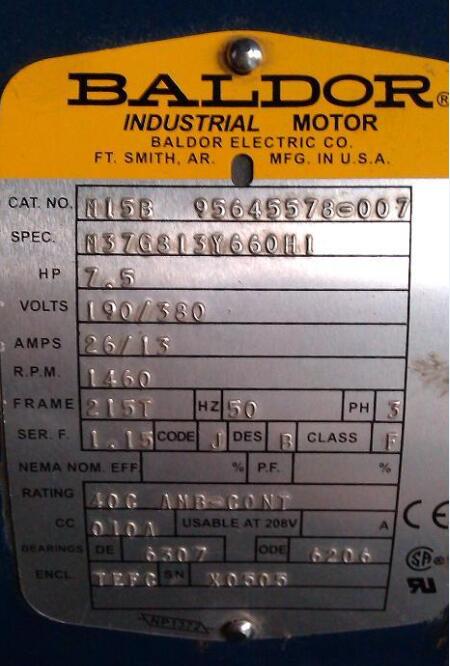 BALDOR®
INDUSTRIAL MOTOR
BALDOR ELECTRIC CO.
FT. SMITH, AR. MFG. IN U.S.A.
CAT. NO. M15B 95645578-007
SPEC. M37G313Y660H1
HP 7.5
VOLTS 190/380
AMPS 26/13
R.P.M. 1460
FRAME 215T HZ 50 PH 3
SER. F. 1.15 CODE J DES B CLASS F
NEMA NOM. EFF. % P.F. %
RATING 40C AMB-CONT
CC 010A USABLE AT 208V A CE
BEARINGS DE 6307 ODE 6206
ENCL. TEFC SN X0505
NP1372